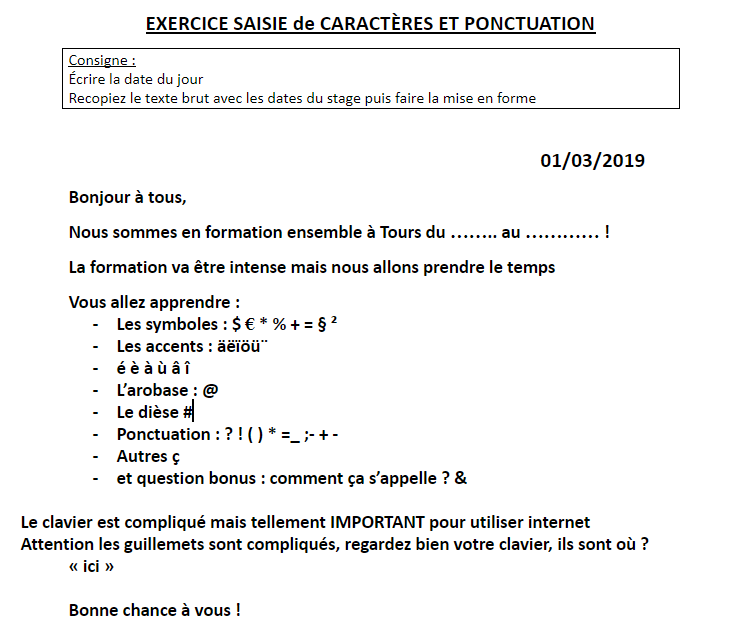 EXERCICE SAISIE de CARACTÈRES ET PONCTUATION
Consigne :
Écrire la date du jour
Recopiez le texte brut avec les dates du stage puis faire la mise en forme
01/03/2019
Bonjour à tous,
Nous sommes en formation ensemble à Tours du …….. au ………… !
La formation va être intense mais nous allons prendre le temps
Vous allez apprendre :
- Les symboles : $ € * % + = § ²
- Les accents : äëïöü¨
- é è à ù â î
- L’arobase : @
- Le dièse #
- Ponctuation : ? ! ( ) * =_ ;- + -
- Autres ç
- et question bonus : comment ça s’appelle ? &
Le clavier est compliqué mais tellement IMPORTANT pour utiliser internet
Attention les guillemets sont compliqués, regardez bien votre clavier, ils sont où ?
« ici »
Bonne chance à vous !